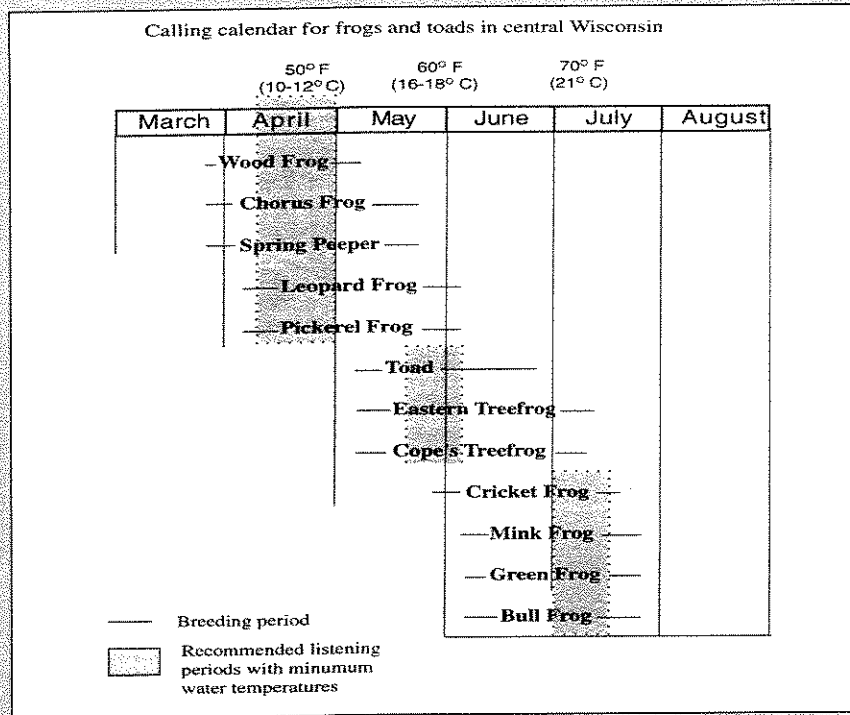 Calling calendar for frogs and toads in central Wisconsin
50° F 60° F 70° F
(10-12° C) (16-18° C) (21° C)
March April May June July August
Wood Frog
Chorus Frog
Spring Peeper
Leopard Frog
Pickerel Frog
Toad
Eastern Treefrog
Cope's Treefrog
Cricket Frog
Mink Frog
Green Frog
Bull Frog
Breeding period
Recommended listening
periods with minumum
water temperatures